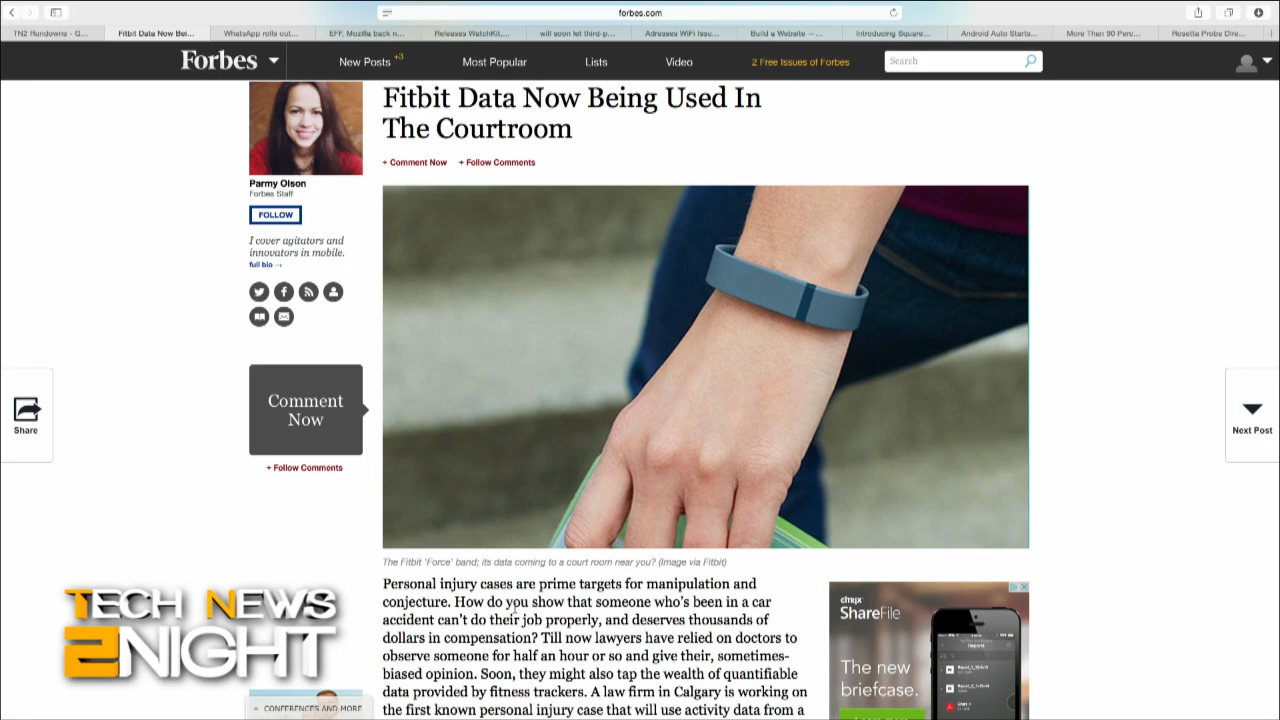 forbes.com
TN2 Rundowns - G...
Fitbit Data Now Bei...
WhatsApp rolls out...
EFF, Mozilla back n...
Releases WatchKit,...
will soon let third-p...
Adresses WiFi Issu...
Build a Website —...
Introducing Square...
Android Auto Starts...
More Than 90 Perc...
Rosetta Probe Dire...
Forbes
New Posts +3
Most Popular
Lists
Video
2 Free Issues of Forbes
Search
Fitbit Data Now Being Used In
The Courtroom
+ Comment Now + Follow Comments
Parmy Olson
Forbes Staff
FOLLOW
I cover agitators and
innovators in mobile.
full bio →
Comment
Now
+ Follow Comments
Share
Next Post
The Fitbit 'Force' band; its data coming to a court room near you? (Image via Fitbit)
Personal injury cases are prime targets for manipulation and
conjecture. How do you show that someone who's been in a car
accident can't do their job properly, and deserves thousands of
dollars in compensation? Till now lawyers have relied on doctors to
observe someone for half an hour or so and give their, sometimes-
biased opinion. Soon, they might also tap the wealth of quantifiable
data provided by fitness trackers. A law firm in Calgary is working on
the first known personal injury case that will use activity data from a
TECH NEWS
2NIGHT
CONFERENCES AND MORE
citrix
ShareFile
The new
briefcase.
Reports